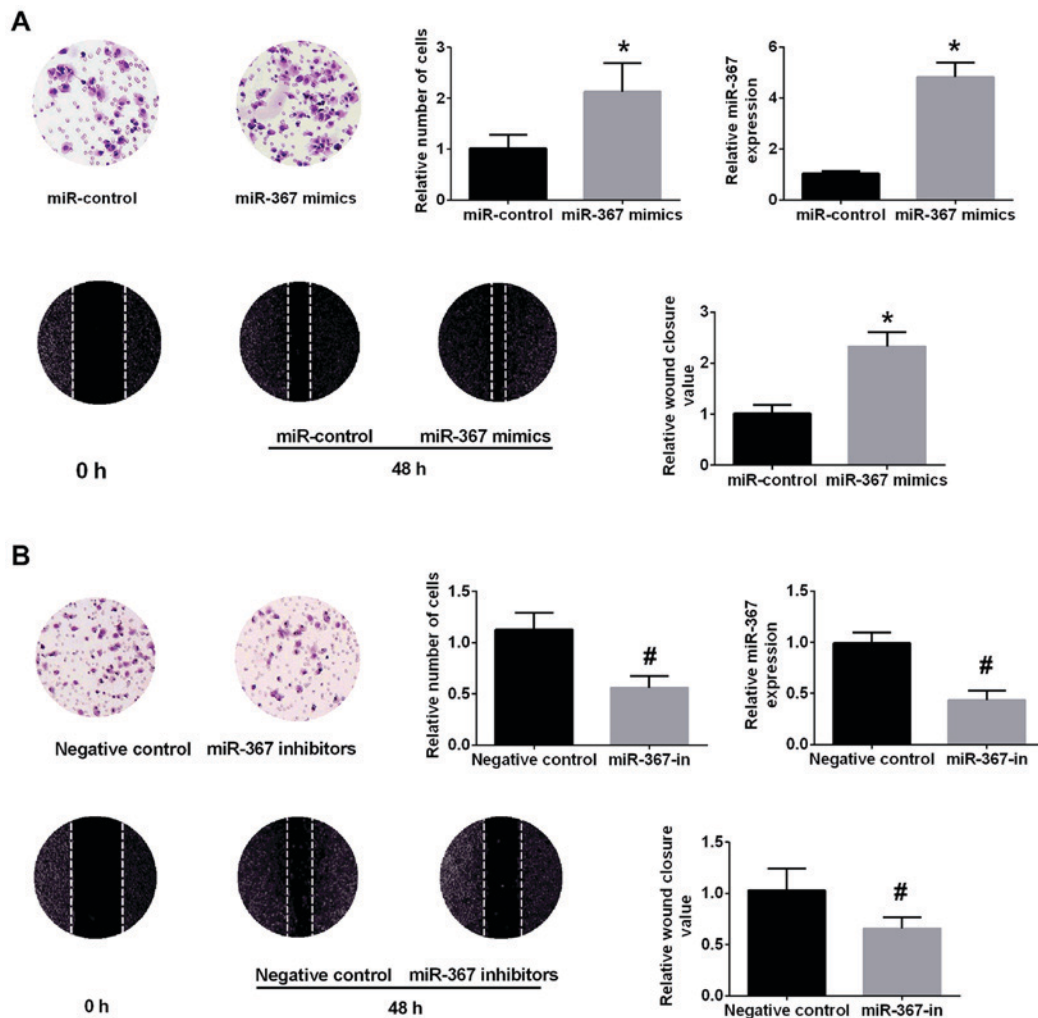 A
miR-control
miR-367 mimics
Relative number of cells
3
2
1
0
*
miR-control
miR-367 mimics
Relative miR-367
expression
6
4
2
0
*
miR-control
miR-367 mimics
0 h
miR-control
miR-367 mimics
48 h
Relative wound closure
value
3
2
1
0
*
miR-control
miR-367 mimics
B
Negative control
miR-367 inhibitors
Relative number of cells
1.5
1.0
0.5
0.0
#
Negative control
miR-367-in
Relative miR-367
expression
1.5
1.0
0.5
0.0
#
Negative control
miR-367-in
0 h
Negative control
miR-367 inhibitors
48 h
Relative wound closure
value
1.5
1.0
0.5
0.0
#
Negative control
miR-367-in